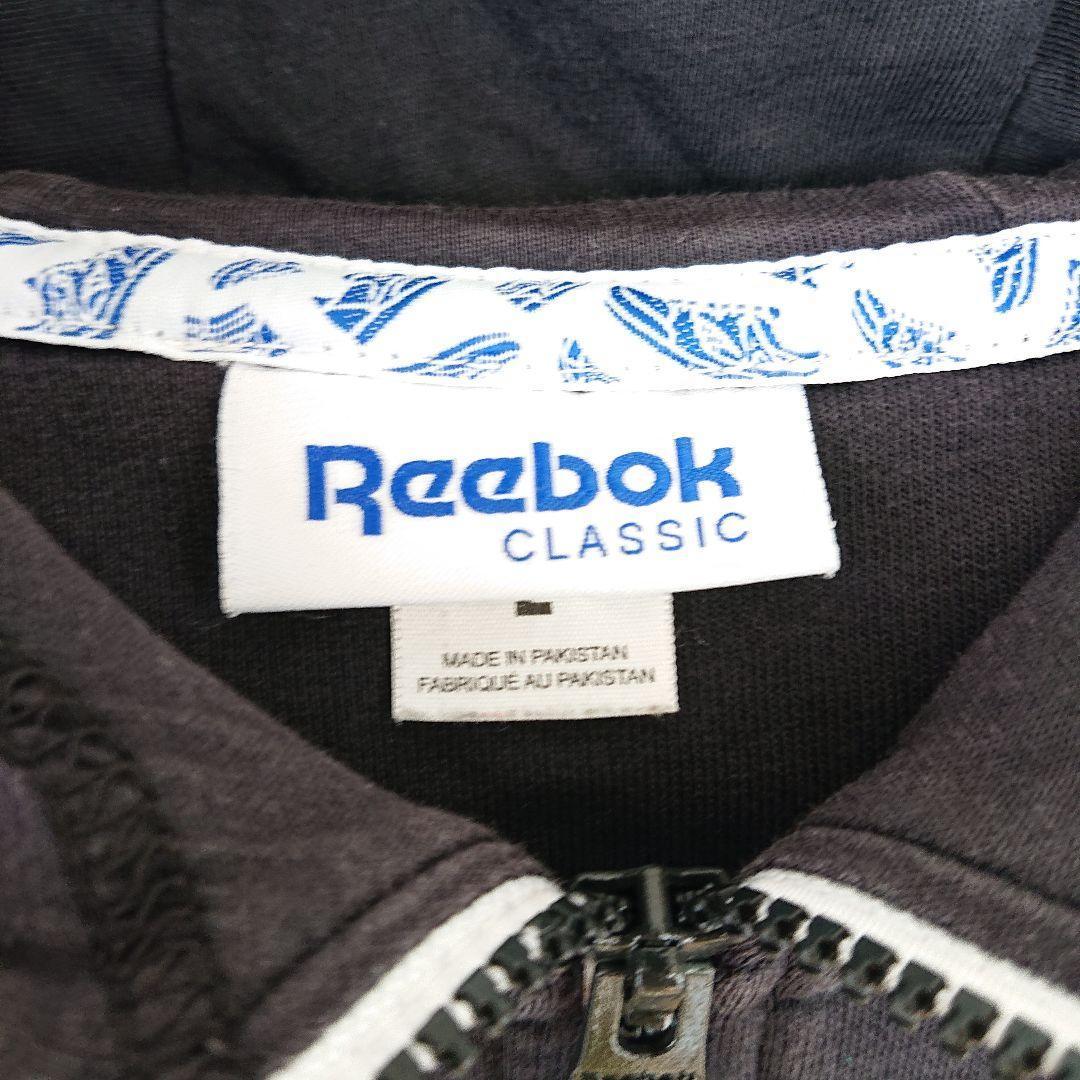 Reebok
CLASSIC
MADE IN PAKISTAN
FABRIQUÉ AU PAKISTAN